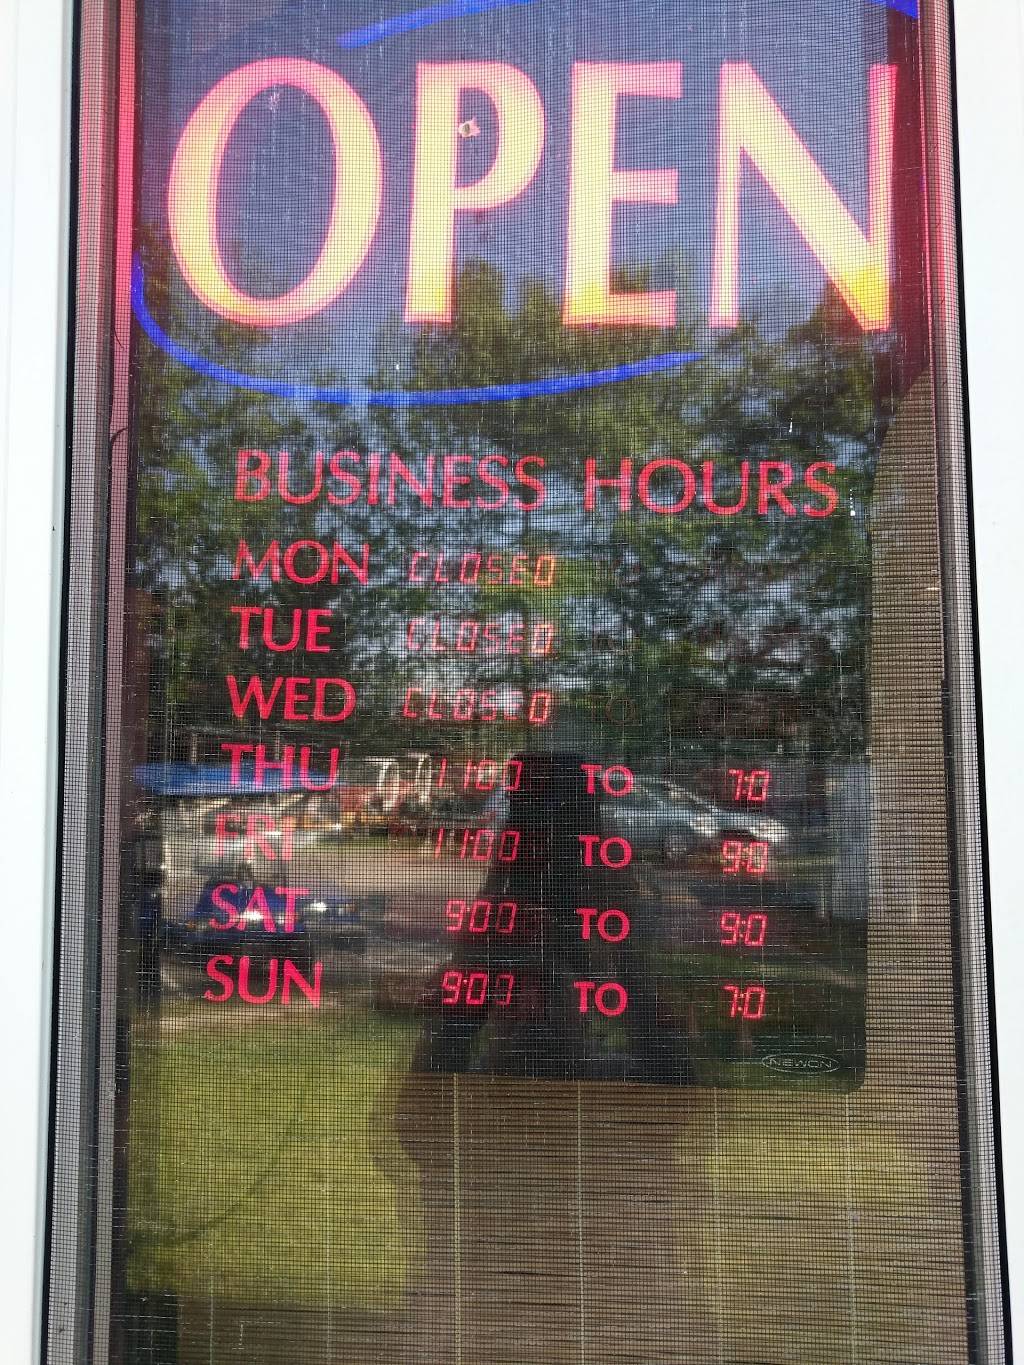 OPEN
BUSINESS HOURS
MON CLOSED
TUE CLOSED
WED CLOSED
THU 11:00 TO 7:0
FRI 11:00 TO 9:0
SAT 9:00 TO 9:0
SUN 9:00 TO 7:0
NEWON